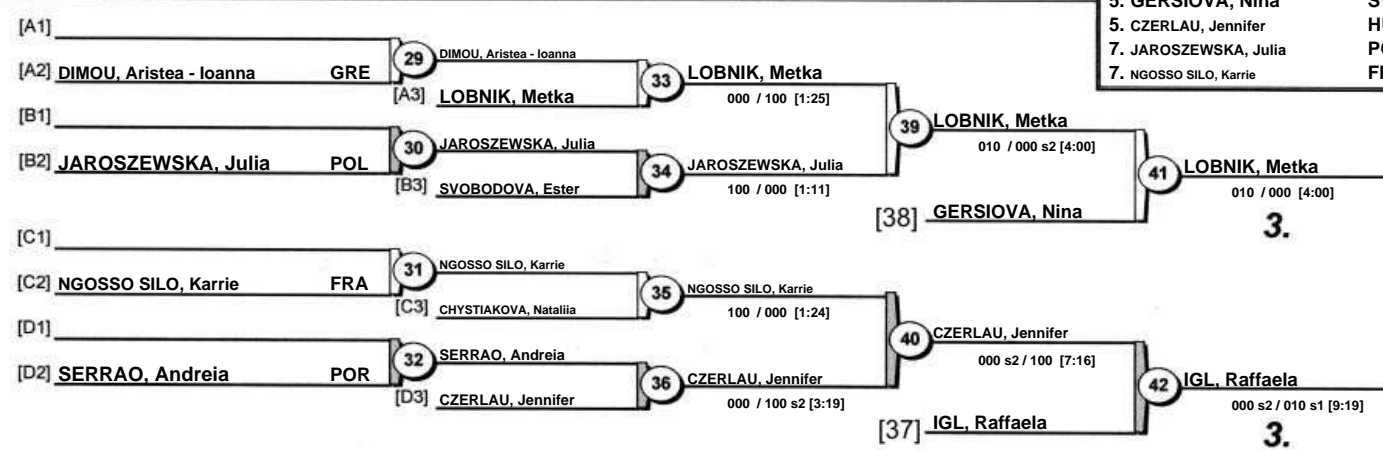 5. GERSIOVA, Nina
5. CZERLAU, Jennifer
7. JAROSZEWSKA, Julia
7. NGOSSO SILO, Karrie
[A1]
[A2] DIMOU, Aristea - Ioanna GRE
29
DIMOU, Aristea - Ioanna
[A3] LOBNIK, Metka
33
LOBNIK, Metka
000 / 100 [1:25]
[B1]
[B2] JAROSZEWSKA, Julia POL
30
JAROSZEWSKA, Julia
[B3] SVOBODOVA, Ester
34
JAROSZEWSKA, Julia
100 / 000 [1:11]
39
LOBNIK, Metka
010 / 000 s2 [4:00]
[38] GERSIOVA, Nina
41
LOBNIK, Metka
010 / 000 [4:00]
3.
[C1]
[C2] NGOSSO SILO, Karrie FRA
31
NGOSSO SILO, Karrie
[C3] CHYSTIAKOVA, Nataliia
35
NGOSSO SILO, Karrie
100 / 000 [1:24]
[D1]
[D2] SERRAO, Andreia POR
32
SERRAO, Andreia
[D3] CZERLAU, Jennifer
36
CZERLAU, Jennifer
000 / 100 s2 [3:19]
40
CZERLAU, Jennifer
000 s2 / 100 [7:16]
[37] IGL, Raffaela
42
IGL, Raffaela
000 s2 / 010 s1 [9:19]
3.